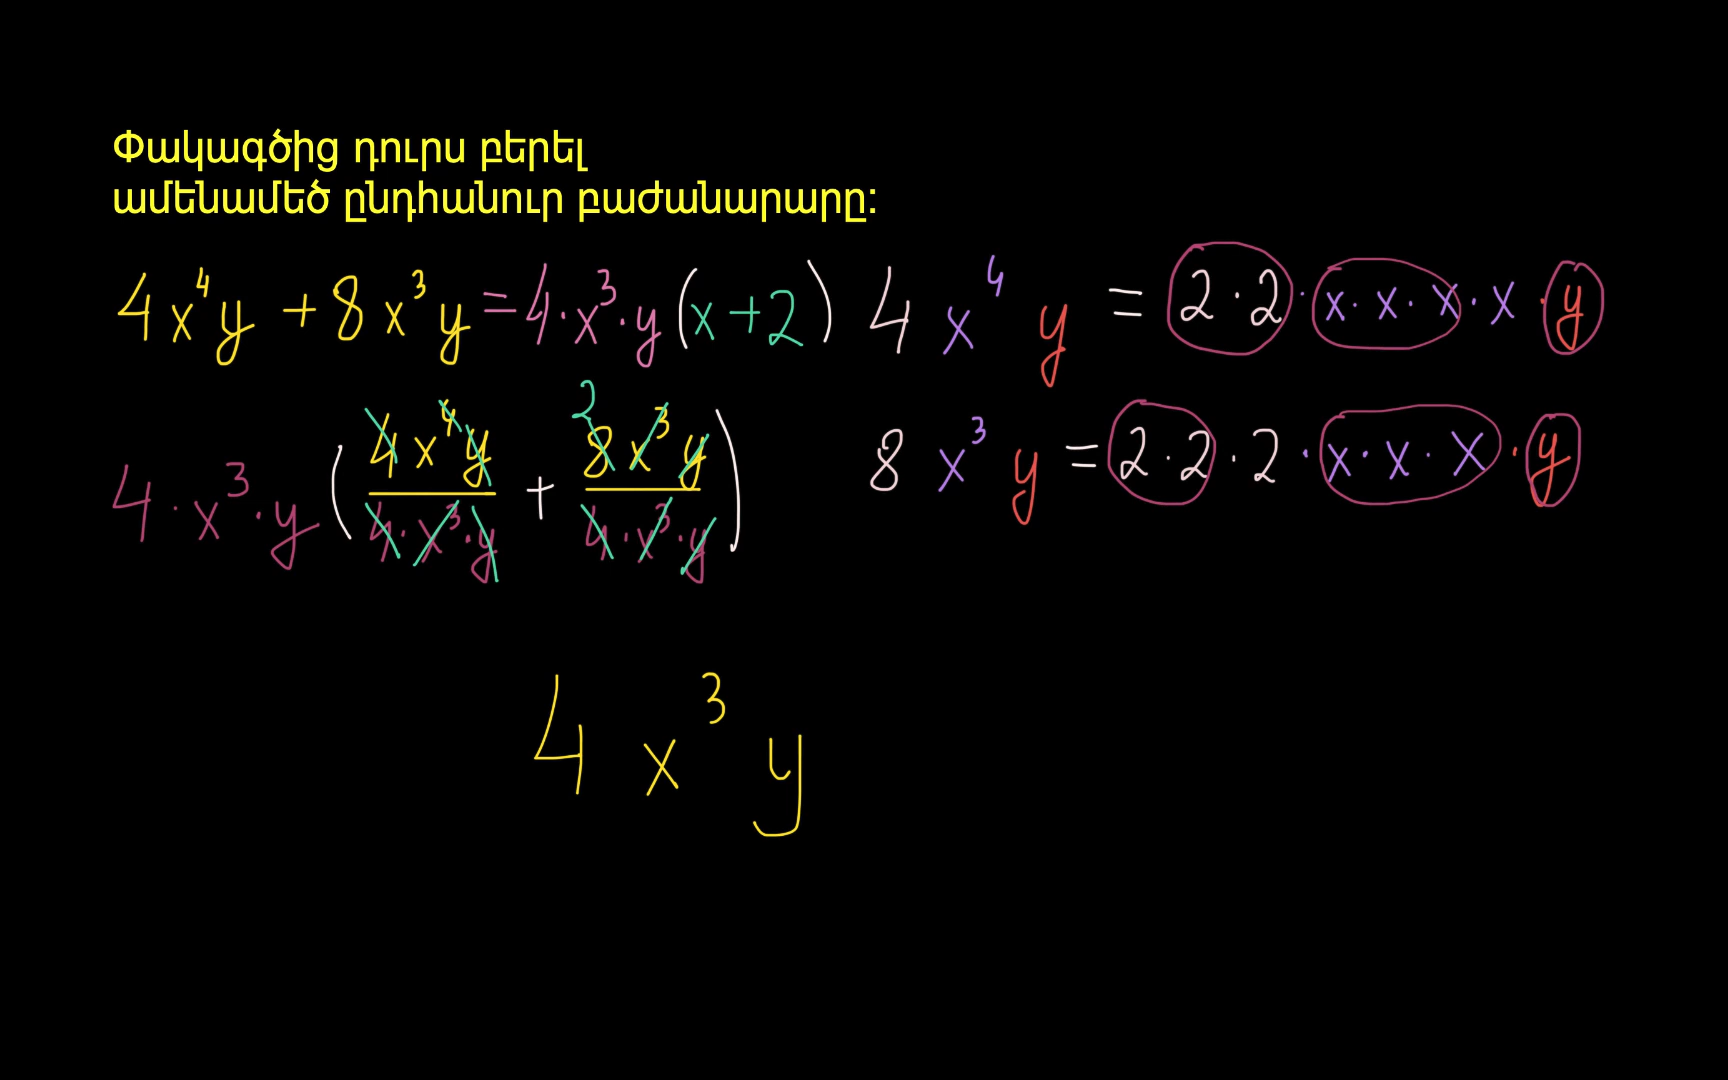 Փակագծից դուրս բերել
ամենամեծ ընդհանուր բաժանարարը:
4x⁴y + 8x³y = 4·x³·y(x+2)
4x⁴y = 2·2·x·x·x·x·y
4·x³·y(4x⁴y/4·x³·y + 2 8x³y/4·x³·y)
8x³y = 2·2·2·x·x·x·y
4x³y